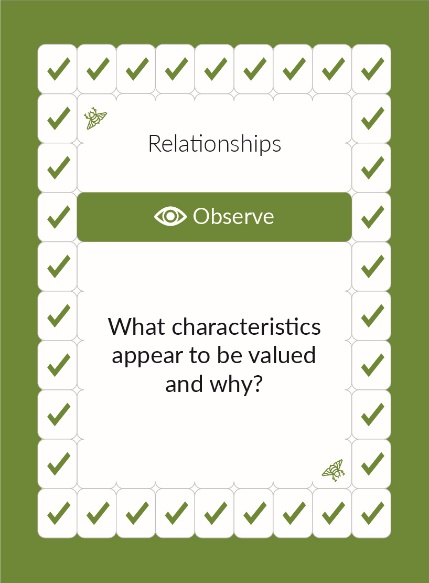 Relationships
Observe
What characteristics
appear to be valued
and why?